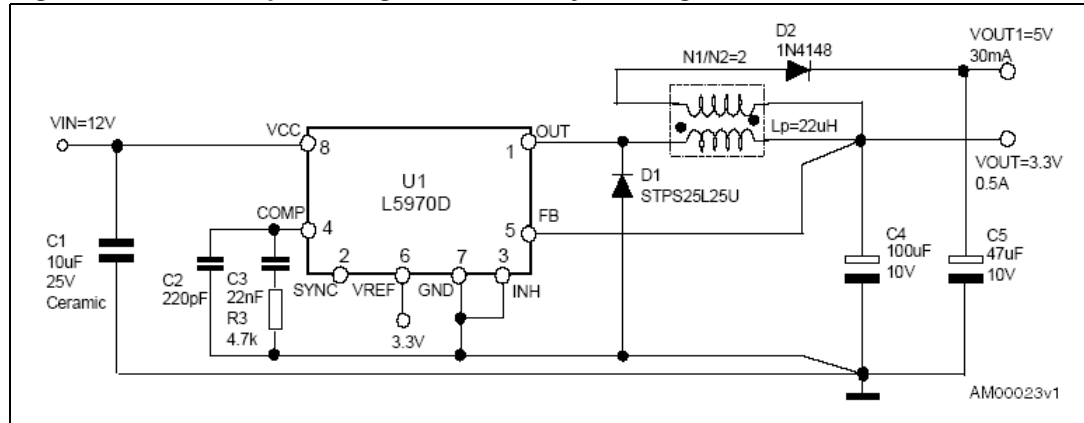 D2
1N4148
VOUT1=5V
30mA
N1/N2=2
VIN=12V
VCC
8
OUT
1
Lp=22uH
U1
L5970D
D1
STPS25L25U
VOUT=3.3V
0.5A
COMP
4
FB
5
C1
10uF
25V
Ceramic
C2
220pF
C3
22nF
R3
4.7k
2
SYNC
6
VREF
3.3V
7
GND
3
INH
C4
100uF
10V
C5
47uF
10V
AM00023v1